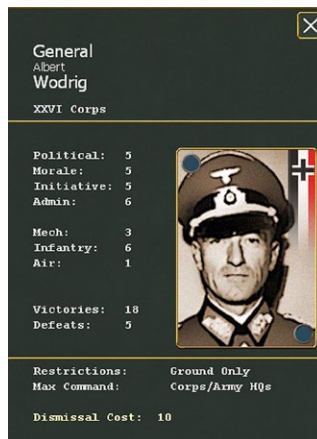 General
Albert
Wodrig
XXVI Corps
Political: 5
Morale: 5
Initiative: 5
Admin: 6
Mech: 3
Infantry: 6
Air: 1
Victories: 18
Defeats: 5
Restrictions: Ground Only
Max Command: Corps/Army HQs
Dismissal Cost: 10